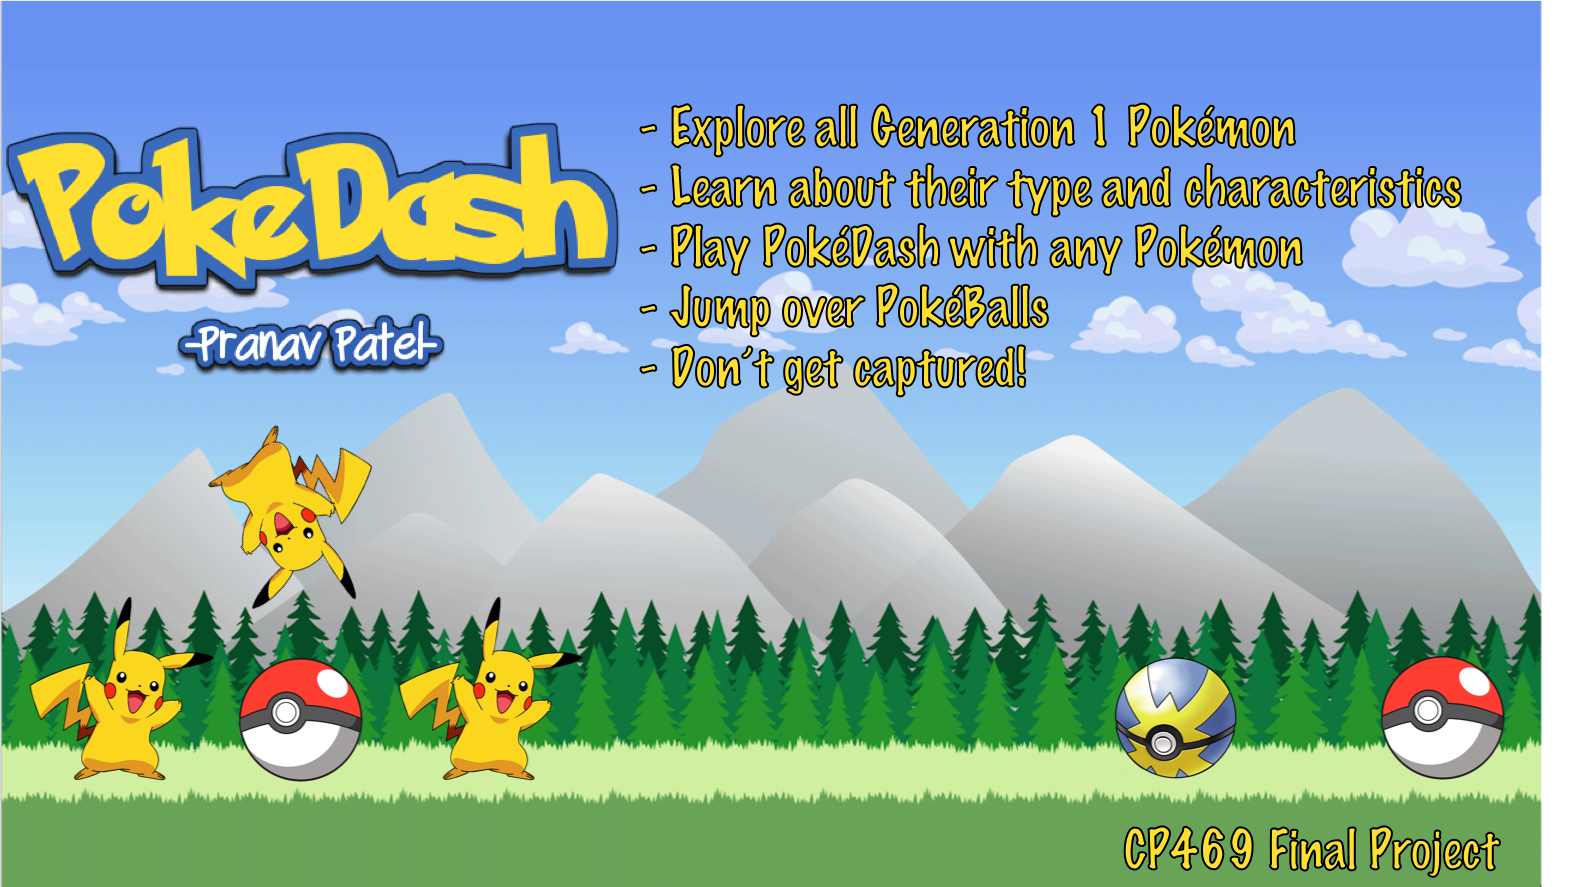 PokeDash
-Pranav Patel-
- Explore all Generation 1 Pokémon
- Learn about their type and characteristics
- Play PokéDash with any Pokémon
- Jump over PokéBalls
- Don't get captured!
CP469 Final Project